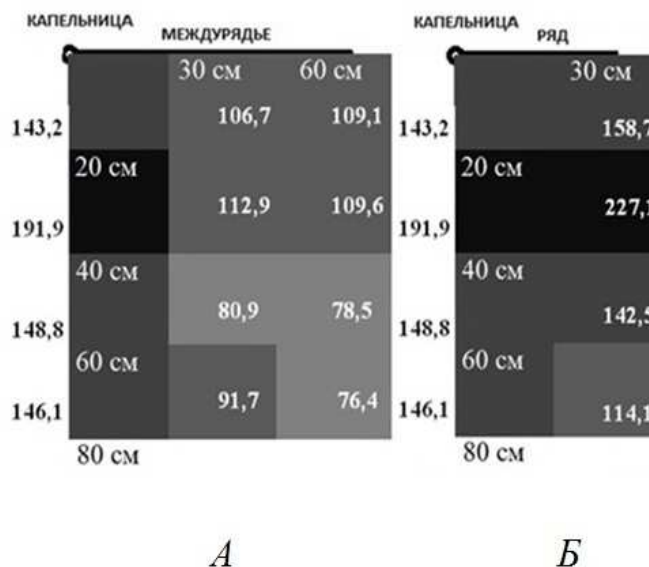 КАПЕЛЬНИЦА
МЕЖДУРЯДЬЕ
30 см 60 см
143,2 106,7 109,1
20 см
191,9 112,9 109,6
40 см
148,8 80,9 78,5
60 см
146,1 91,7 76,4
80 см
А
КАПЕЛЬНИЦА
РЯД
30 см
143,2 158,7
20 см
191,9 227,1
40 см
148,8 142,5
60 см
146,1 114,1
80 см
Б